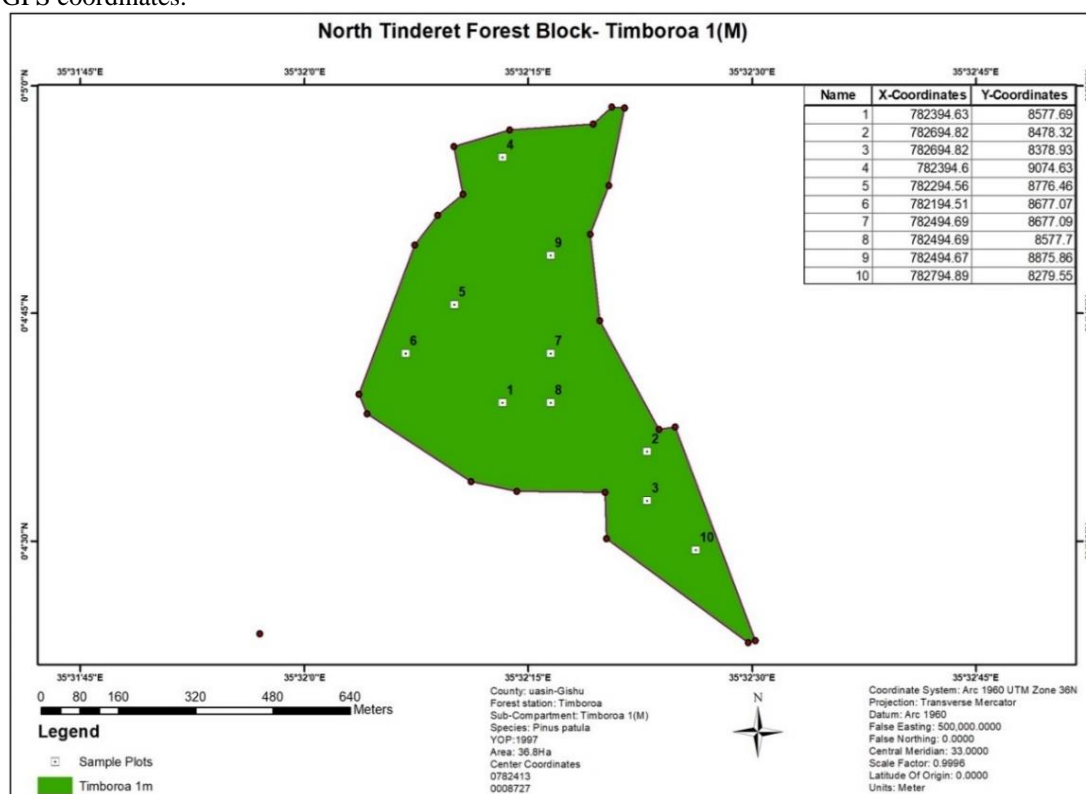 GPS coordinates.
North Tinderet Forest Block- Timboroa 1(M)
35°31'45"E 35°32'0"E 35°32'15"E 35°32'30"E 35°32'45"E
0°5'0"N
Name X-Coordinates Y-Coordinates
1 782394.63 8577.69
2 782694.82 8478.32
3 782694.82 8378.93
4 782394.6 9074.63
5 782294.56 8776.46
6 782194.51 8677.07
7 782494.69 8677.09
8 782494.69 8577.7
9 782494.67 8875.86
10 782794.89 8279.55
4
9
5
0°4'45"N
6 7
1 8
2
3
0°4'30"N
10
35°31'45"E 35°32'0"E 35°32'15"E 35°32'30"E 35°32'45"E
0 80 160 320 480 640
Meters
Legend
Sample Plots
Timboroa 1m
County: uasin-Gishu
Forest station: Timboroa
Sub-Compartment: Timboroa 1(M)
Species: Pinus patula
YOP:1997
Area: 36.8Ha
Center Coordinates
0782413
0008727
N
Coordinate System: Arc 1960 UTM Zone 36N
Projection: Transverse Mercator
Datum: Arc 1960
False Easting: 500,000.0000
False Northing: 0.0000
Central Meridian: 33.0000
Scale Factor: 0.9996
Latitude Of Origin: 0.0000
Units: Meter